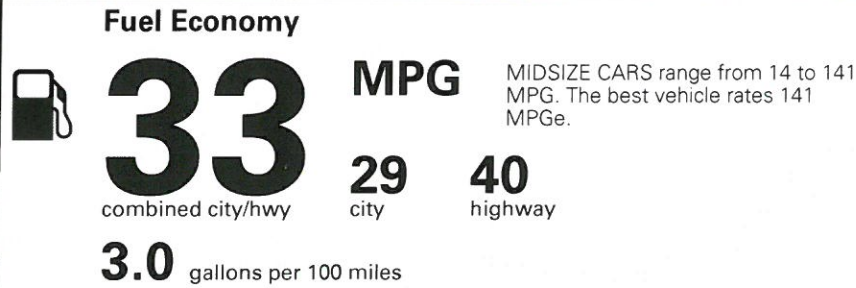 Fuel Economy
33 MPG
MIDSIZE CARS range from 14 to 141
MPG. The best vehicle rates 141
MPGe.
combined city/hwy
29 city
40 highway
3.0 gallons per 100 miles